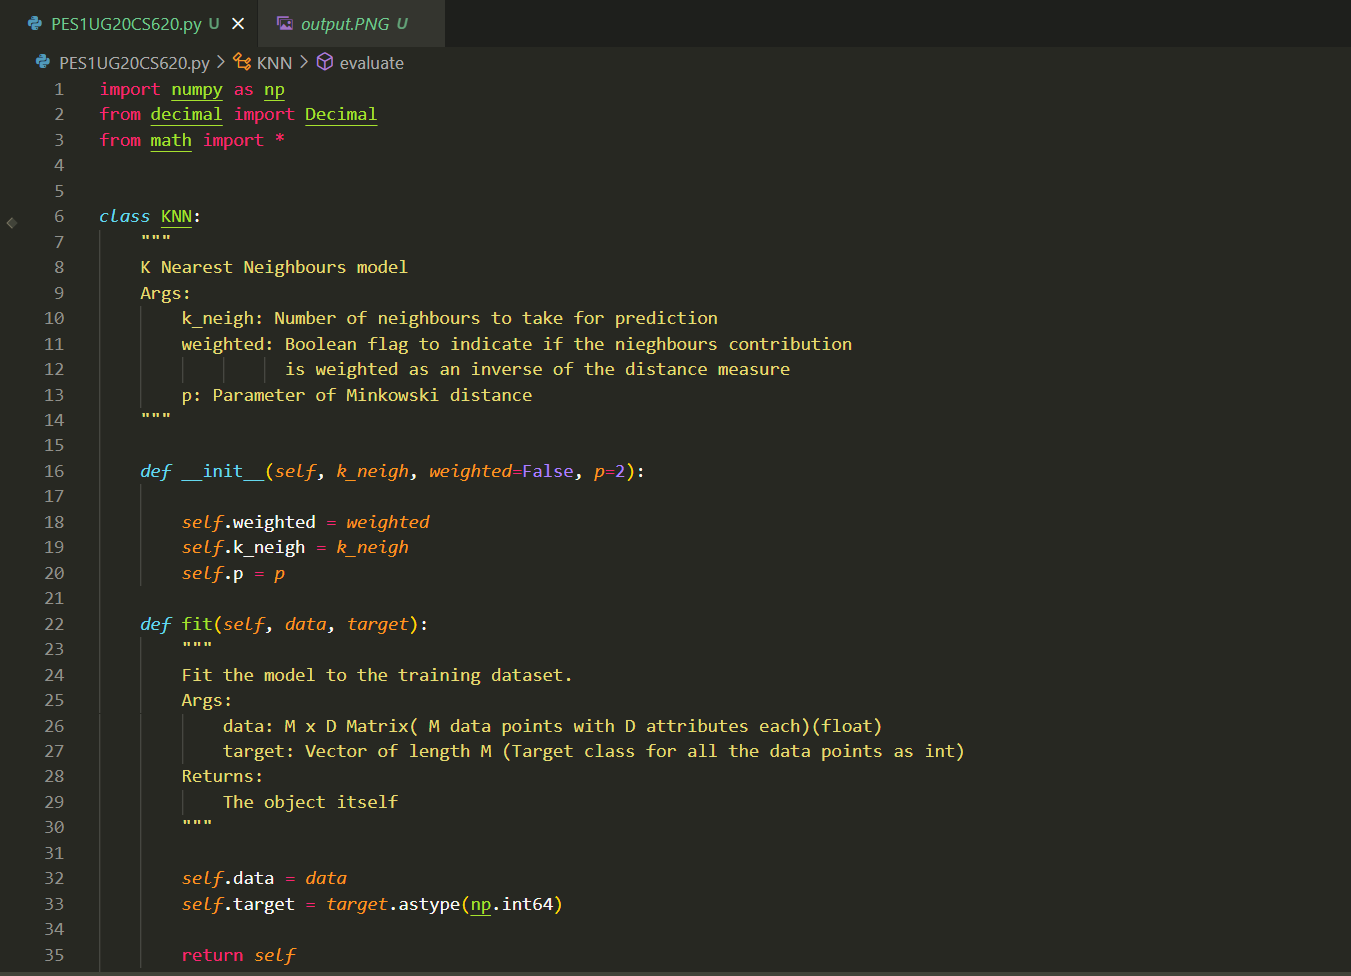 PES1UG20CS620.py U × output.PNG U
PES1UG20CS620.py > KNN > evaluate
1 import numpy as np
2 from decimal import Decimal
3 from math import *
4
5
6 class KNN:
7     """
8     K Nearest Neighbours model
9     Args:
10         k_neigh: Number of neighbours to take for prediction
11         weighted: Boolean flag to indicate if the nieghbours contribution
12                   is weighted as an inverse of the distance measure
13         p: Parameter of Minkowski distance
14     """
15
16     def __init__(self, k_neigh, weighted=False, p=2):
17
18         self.weighted = weighted
19         self.k_neigh = k_neigh
20         self.p = p
21
22     def fit(self, data, target):
23         """
24         Fit the model to the training dataset.
25         Args:
26             data: M x D Matrix( M data points with D attributes each)(float)
27             target: Vector of length M (Target class for all the data points as int)
28         Returns:
29             The object itself
30         """
31
32         self.data = data
33         self.target = target.astype(np.int64)
34
35         return self